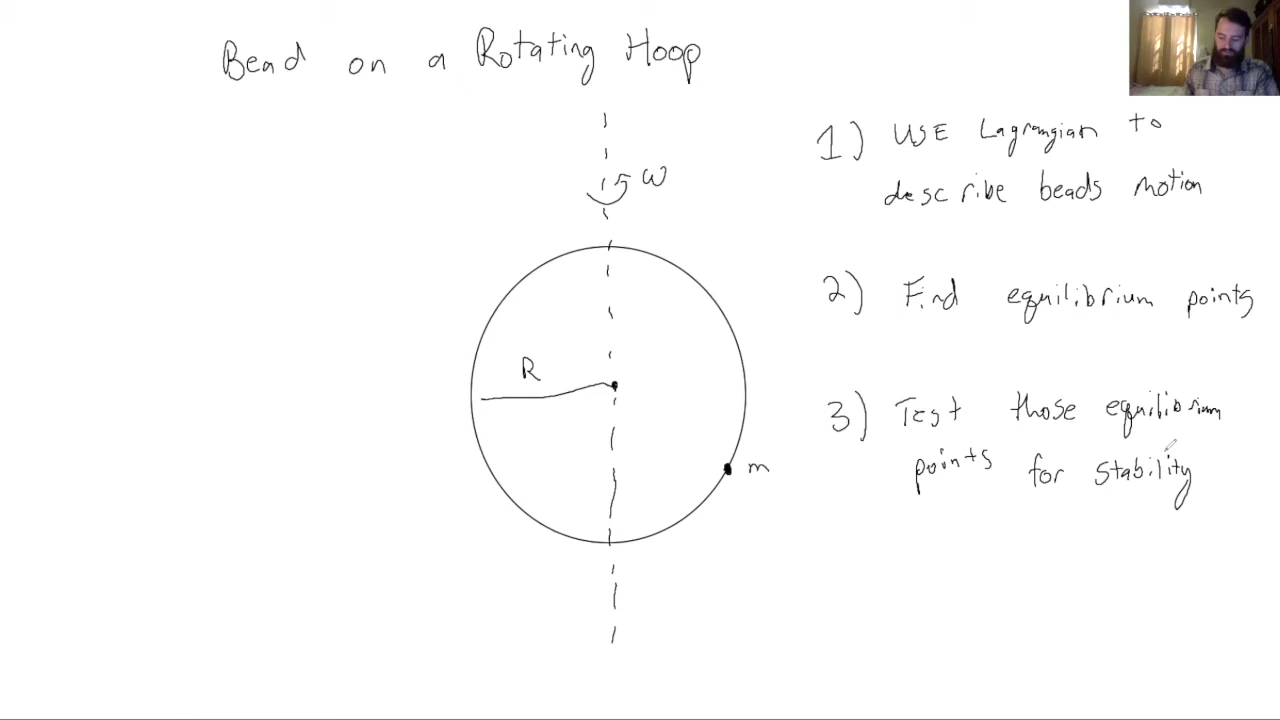 Bead on a Rotating Hoop
ω
R
m
1) USE Lagrangian to
describe beads motion
2) Find equilibrium points
3) Test those equilibrium
points for stability